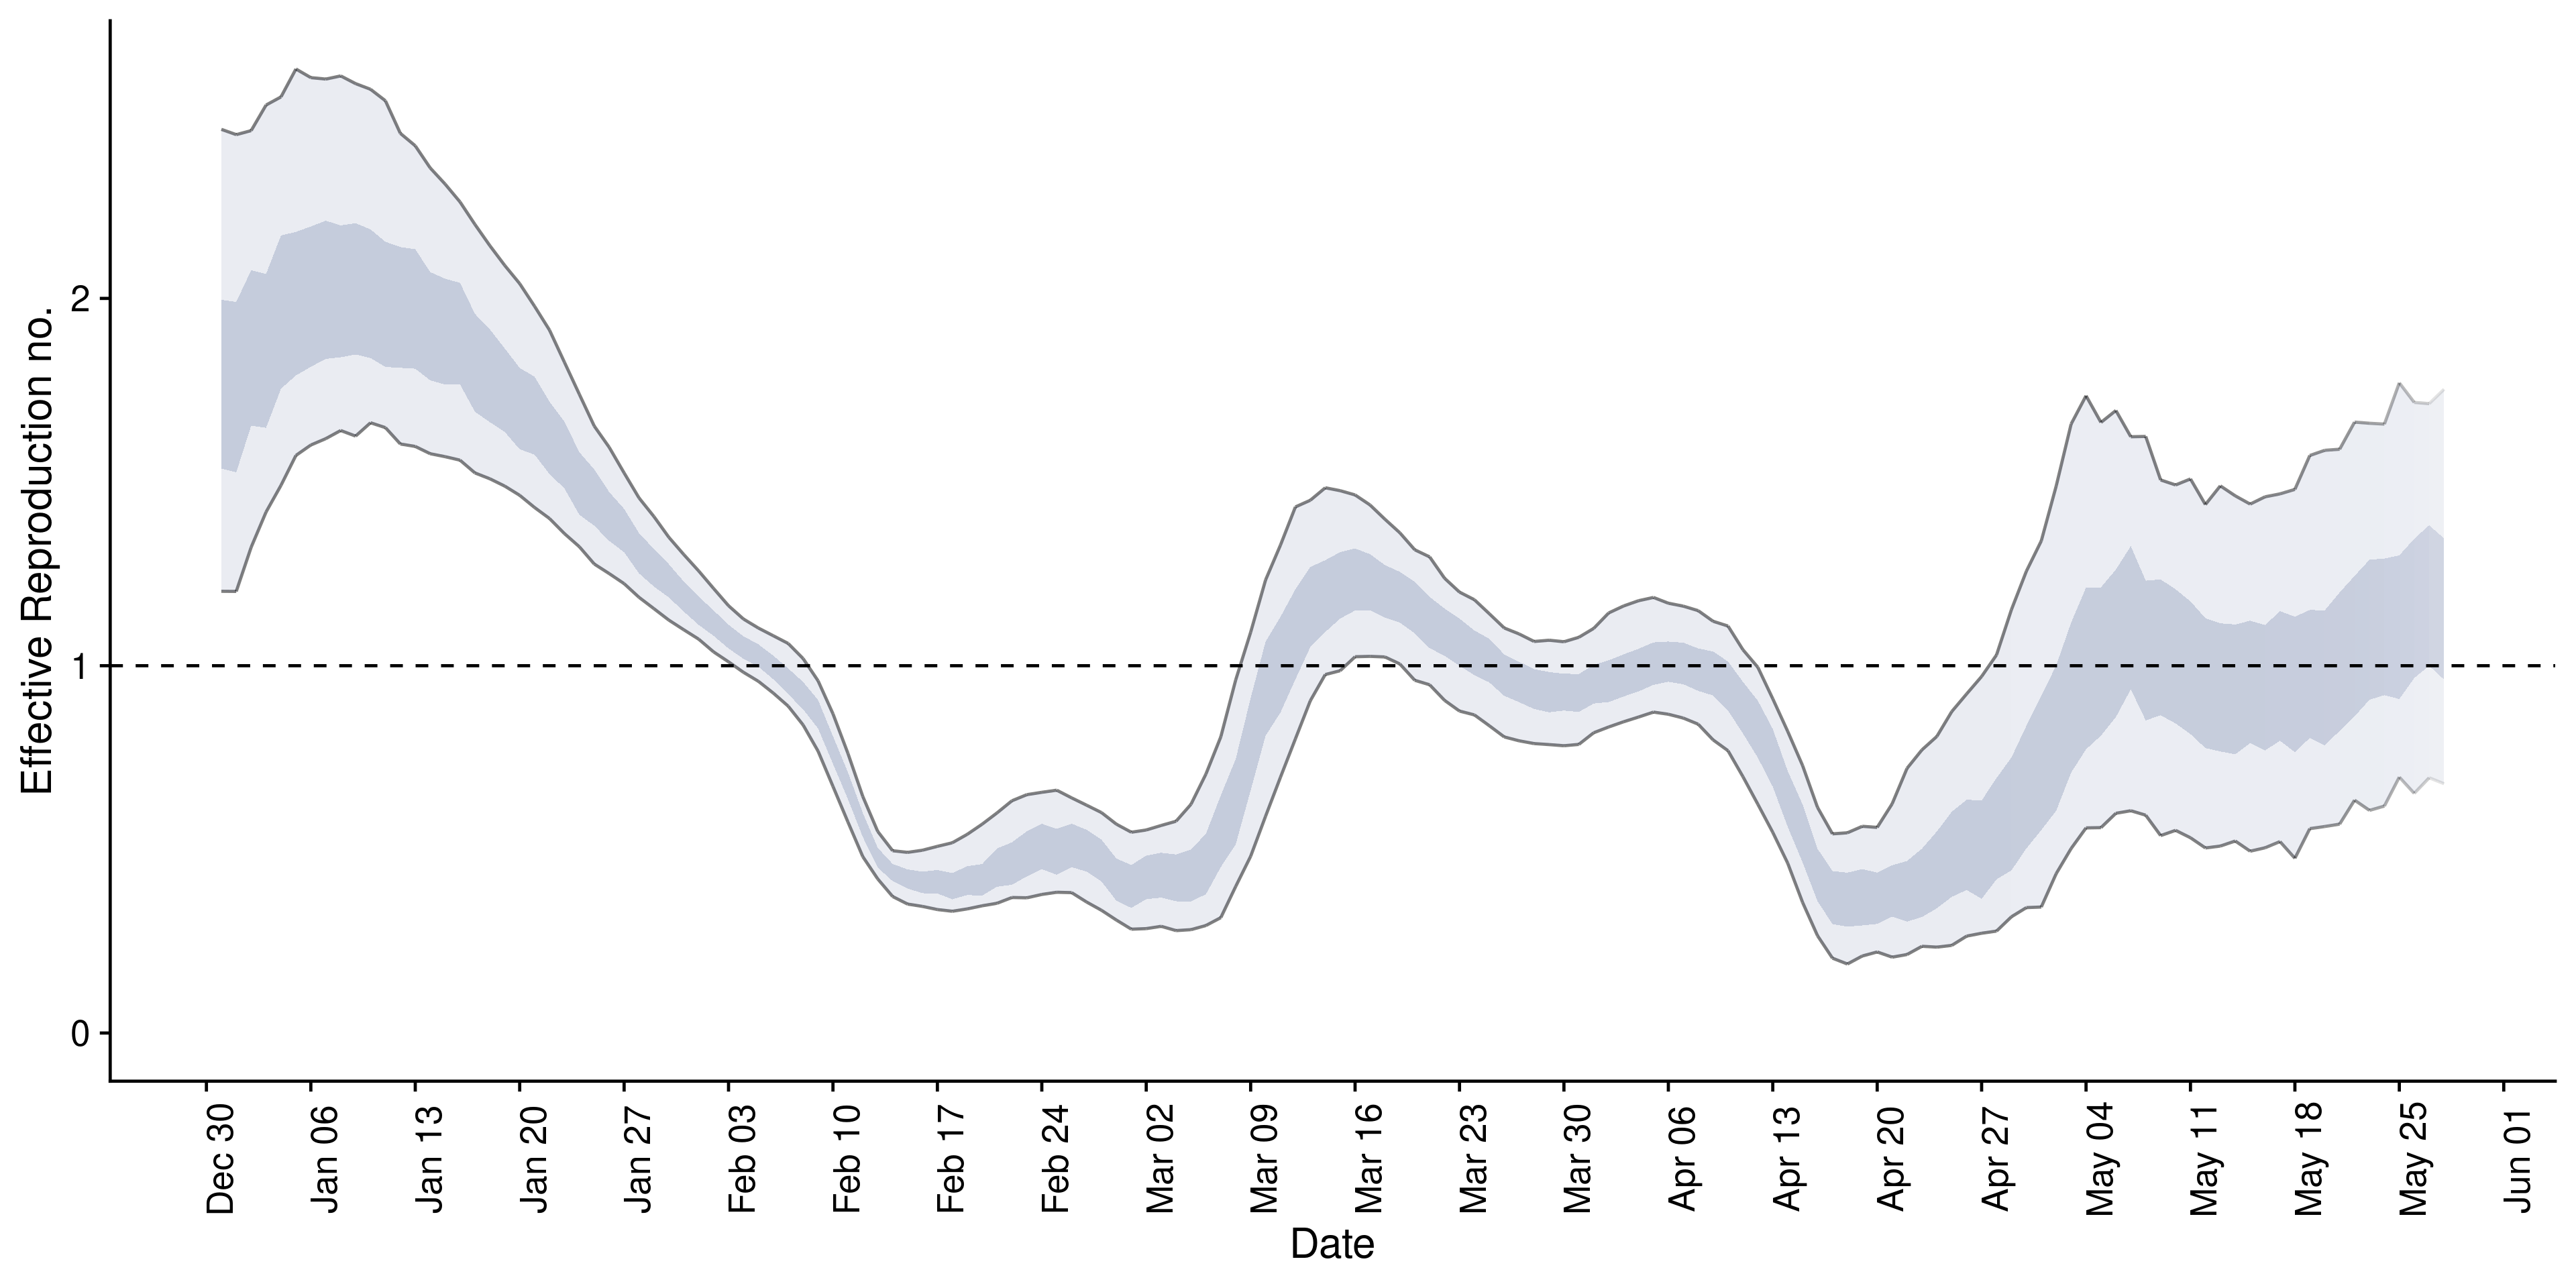 Effective Reproduction no.
2
1
0
Dec 30
Jan 06
Jan 13
Jan 20
Jan 27
Feb 03
Feb 10
Feb 17
Feb 24
Mar 02
Mar 09
Mar 16
Mar 23
Mar 30
Apr 06
Apr 13
Apr 20
Apr 27
May 04
May 11
May 18
May 25
Jun 01
Date